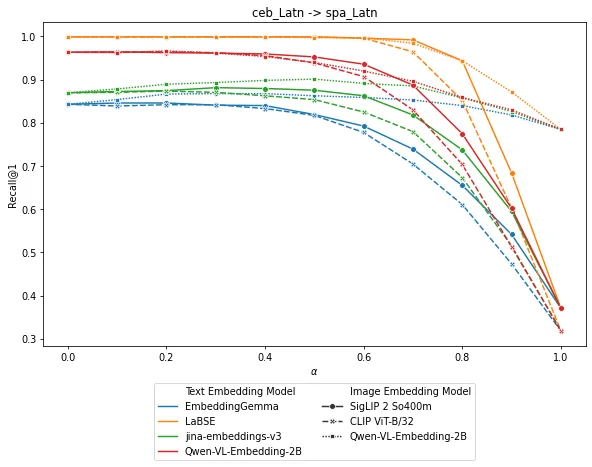 ceb_Latn -> spa_Latn
Recall@1
1.0
0.9
0.8
0.7
0.6
0.5
0.4
0.3
0.0 0.2 0.4 0.6 0.8 1.0
α
Text Embedding Model
EmbeddingGemma
LaBSE
jina-embeddings-v3
Qwen-VL-Embedding-2B
Image Embedding Model
SigLIP 2 So400m
CLIP ViT-B/32
Qwen-VL-Embedding-2B